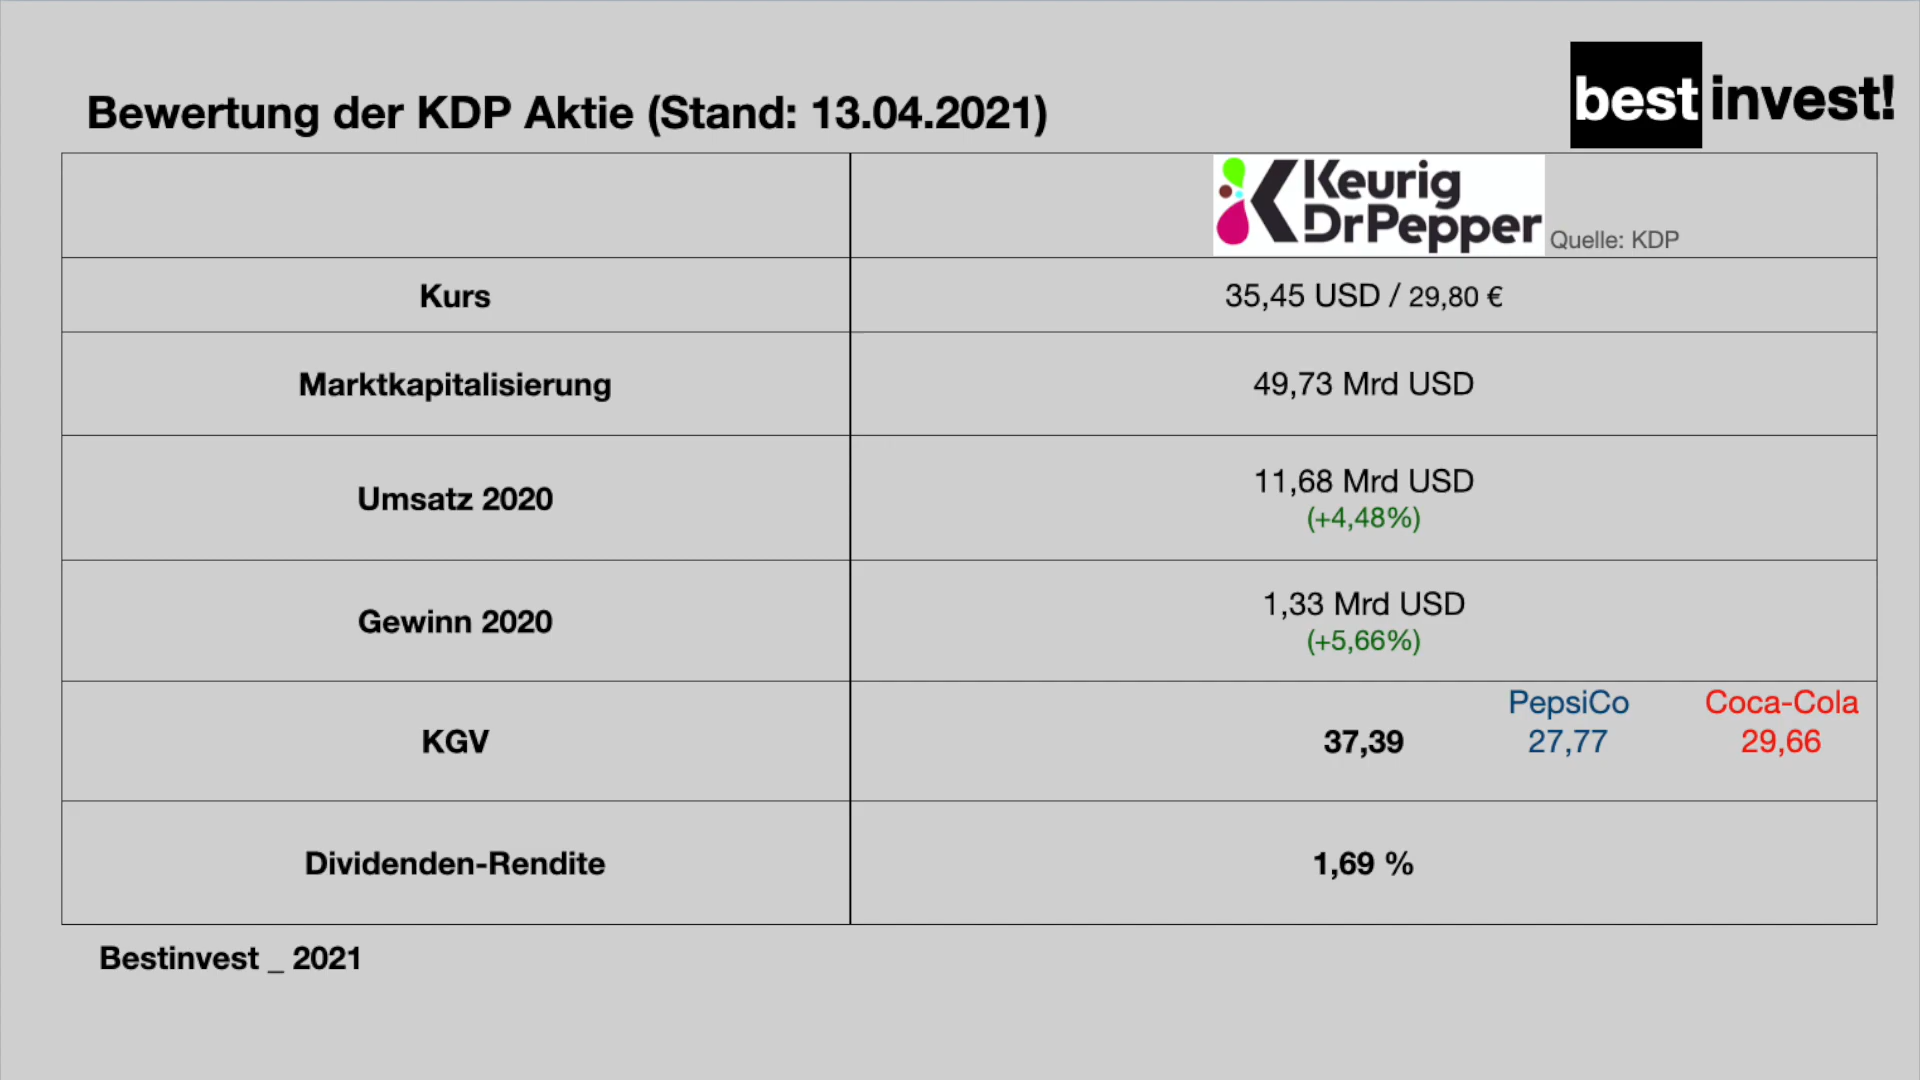 bestinvest!
Bewertung der KDP Aktie (Stand: 13.04.2021)
Keurig
DrPepper
Quelle: KDP
Kurs
35,45 USD / 29,80 €
Marktkapitalisierung
49,73 Mrd USD
Umsatz 2020
11,68 Mrd USD
(+4,48%)
Gewinn 2020
1,33 Mrd USD
(+5,66%)
KGV
37,39
PepsiCo
27,77
Coca-Cola
29,66
Dividenden-Rendite
1,69 %
Bestinvest _ 2021